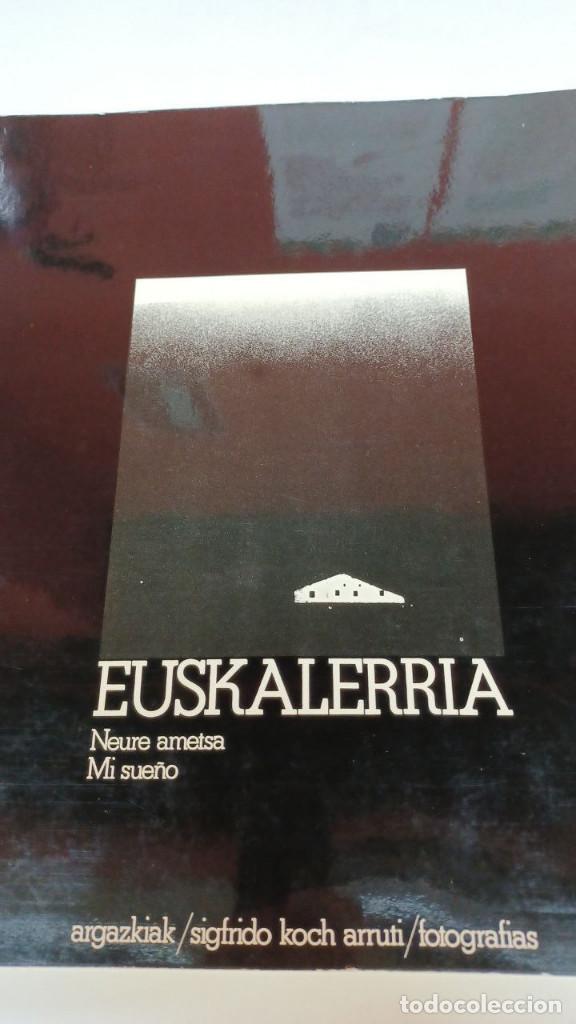 EUSKALERRIA
Neure ametsa
Mi sueño
argazkiak/sigfrido koch arruti/fotografias
todocoleccion